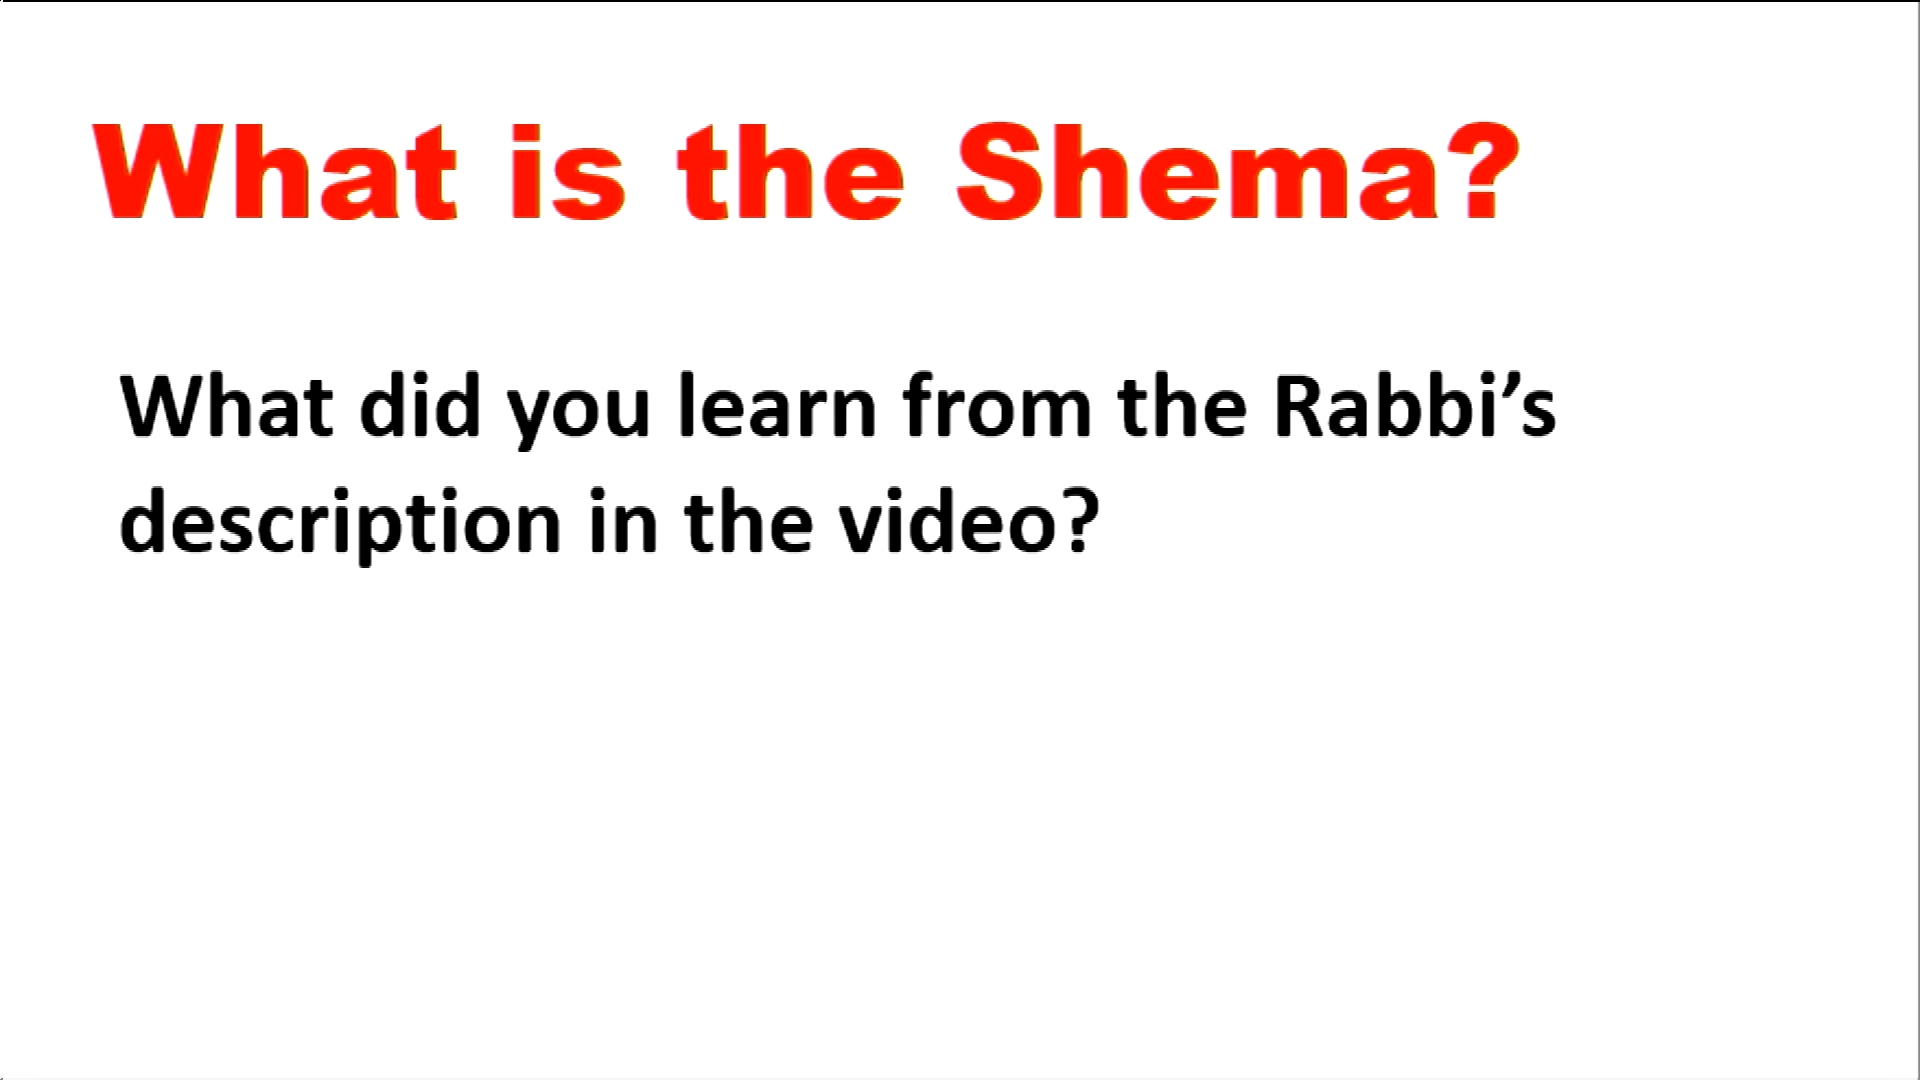 What is the Shema?
What did you learn from the Rabbi’s
description in the video?